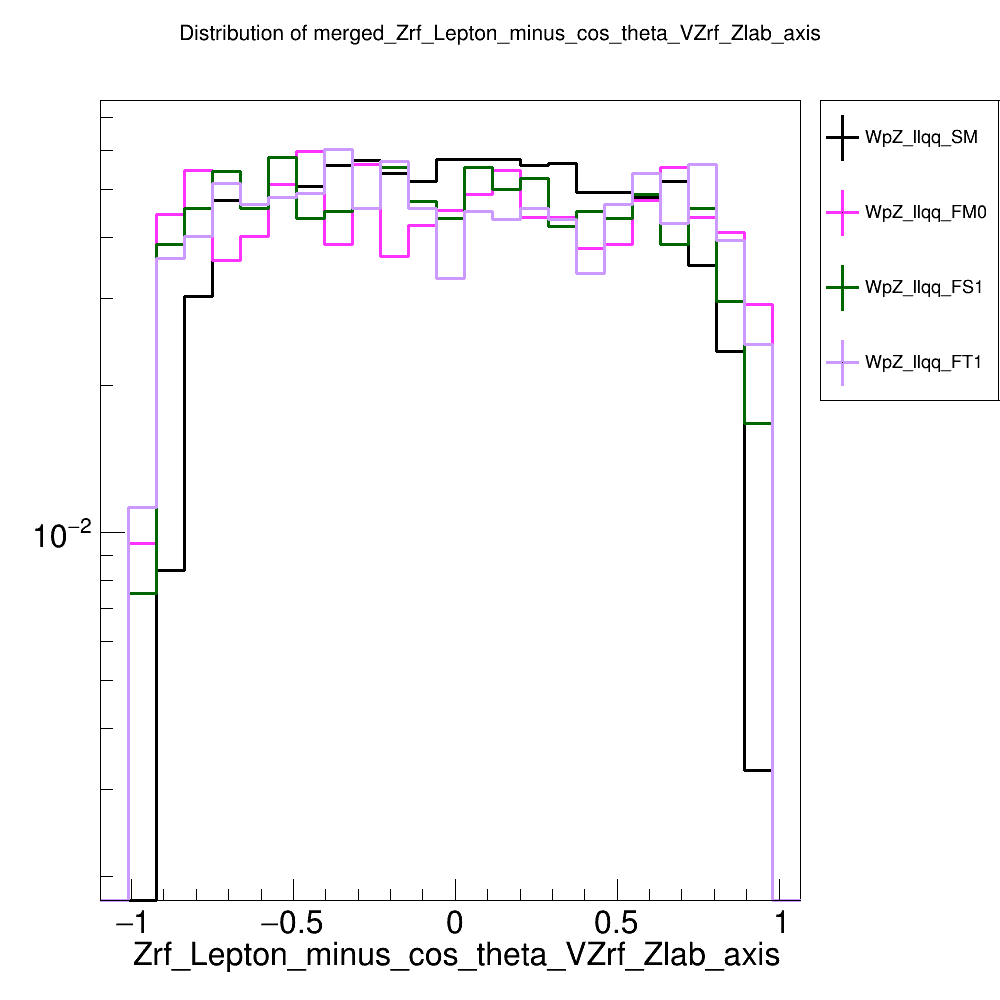 Distribution of merged_Zrf_Lepton_minus_cos_theta_VZrf_Zlab_axis
WpZ_llqq_SM
WpZ_llqq_FM0
WpZ_llqq_FS1
WpZ_llqq_FT1
10−2
−1 −0.5 0 0.5 1
Zrf_Lepton_minus_cos_theta_VZrf_Zlab_axis